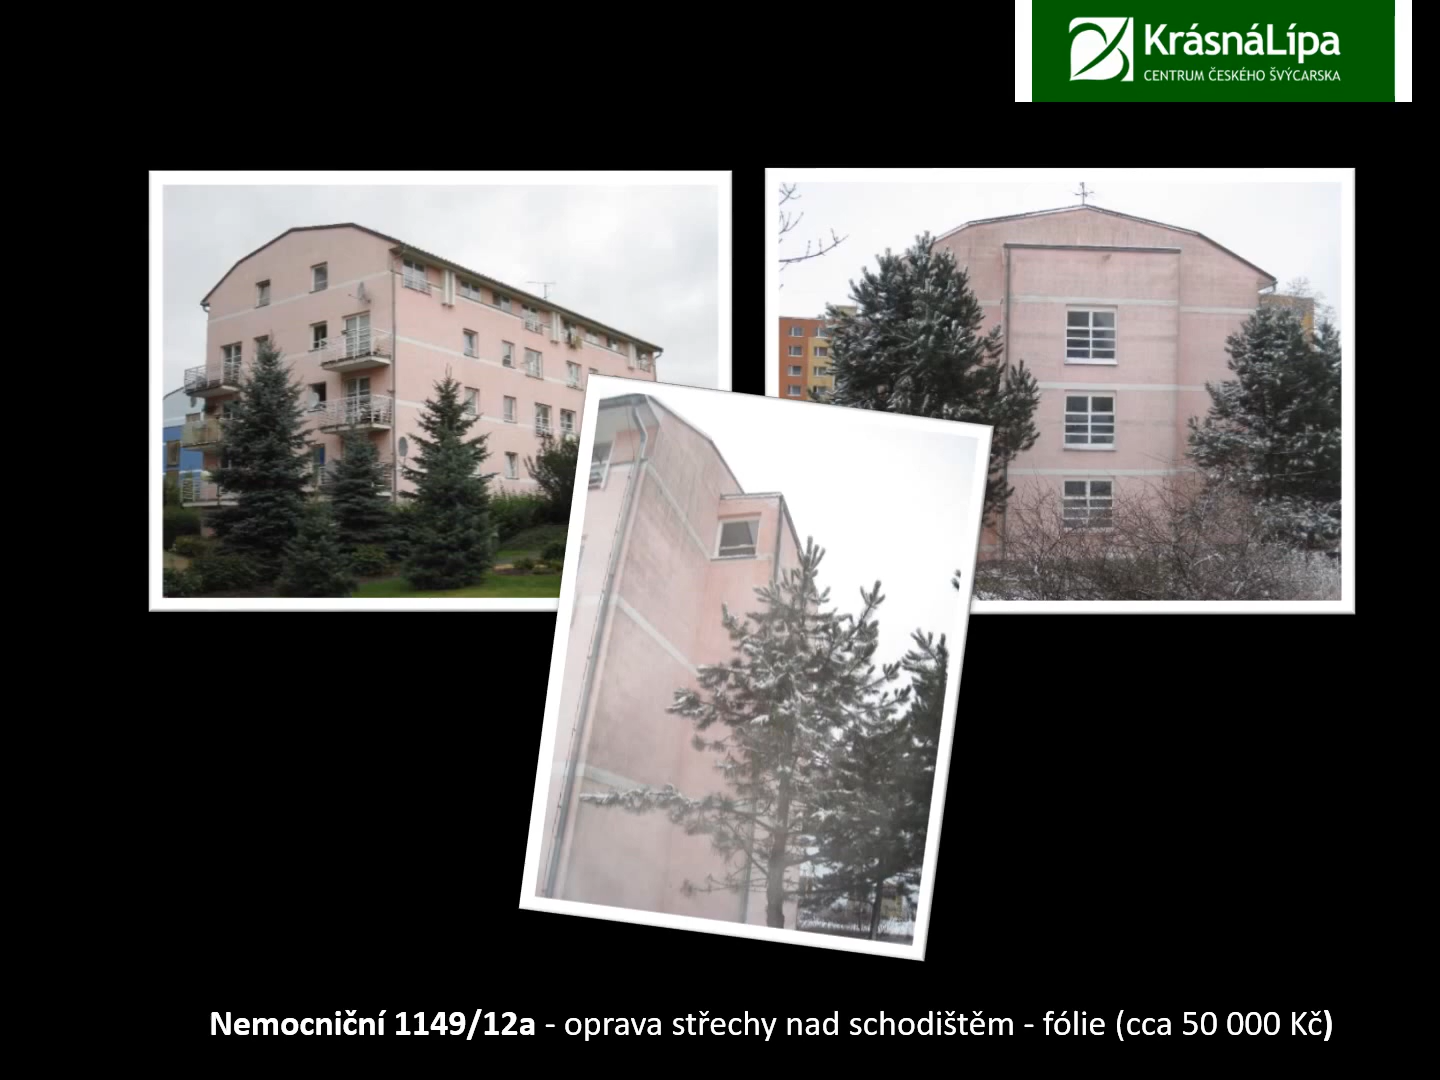 KrásnáLípa
CENTRUM ČESKÉHO ŠVÝCARSKA
Nemocniční 1149/12a - oprava střechy nad schodištěm - fólie (cca 50 000 Kč)